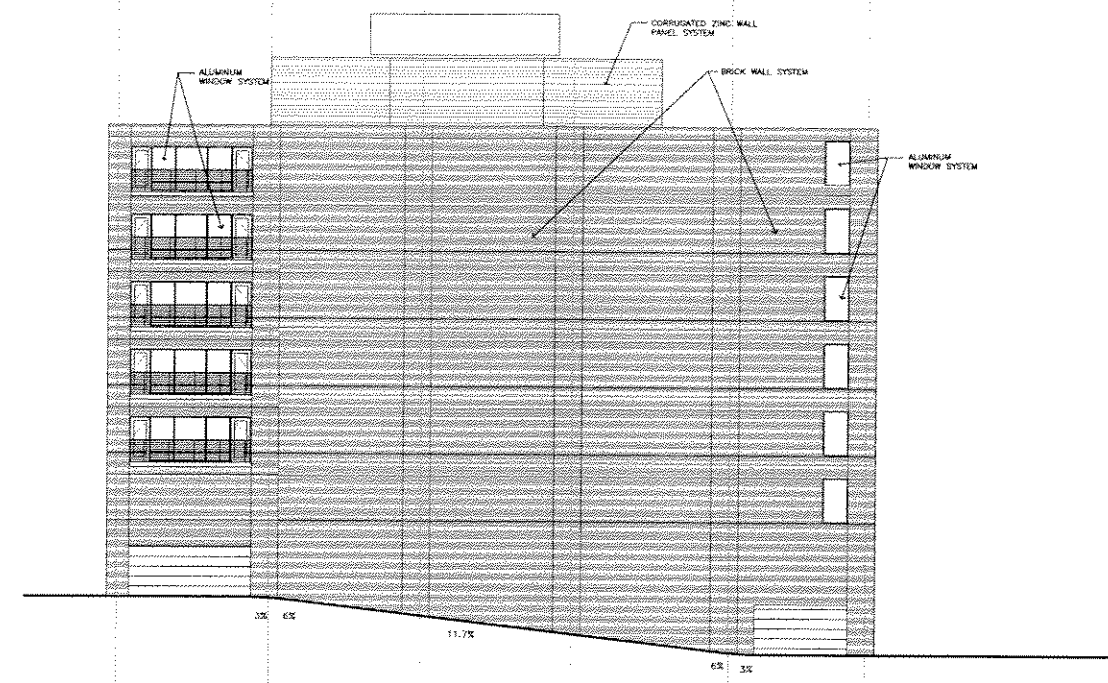 CORRUGATED ZINC WALL
PANEL SYSTEM
ALUMINUM
WINDOW SYSTEM
BRICK WALL SYSTEM
ALUMINUM
WINDOW SYSTEM
3% 6%
11.7%
6% 3%